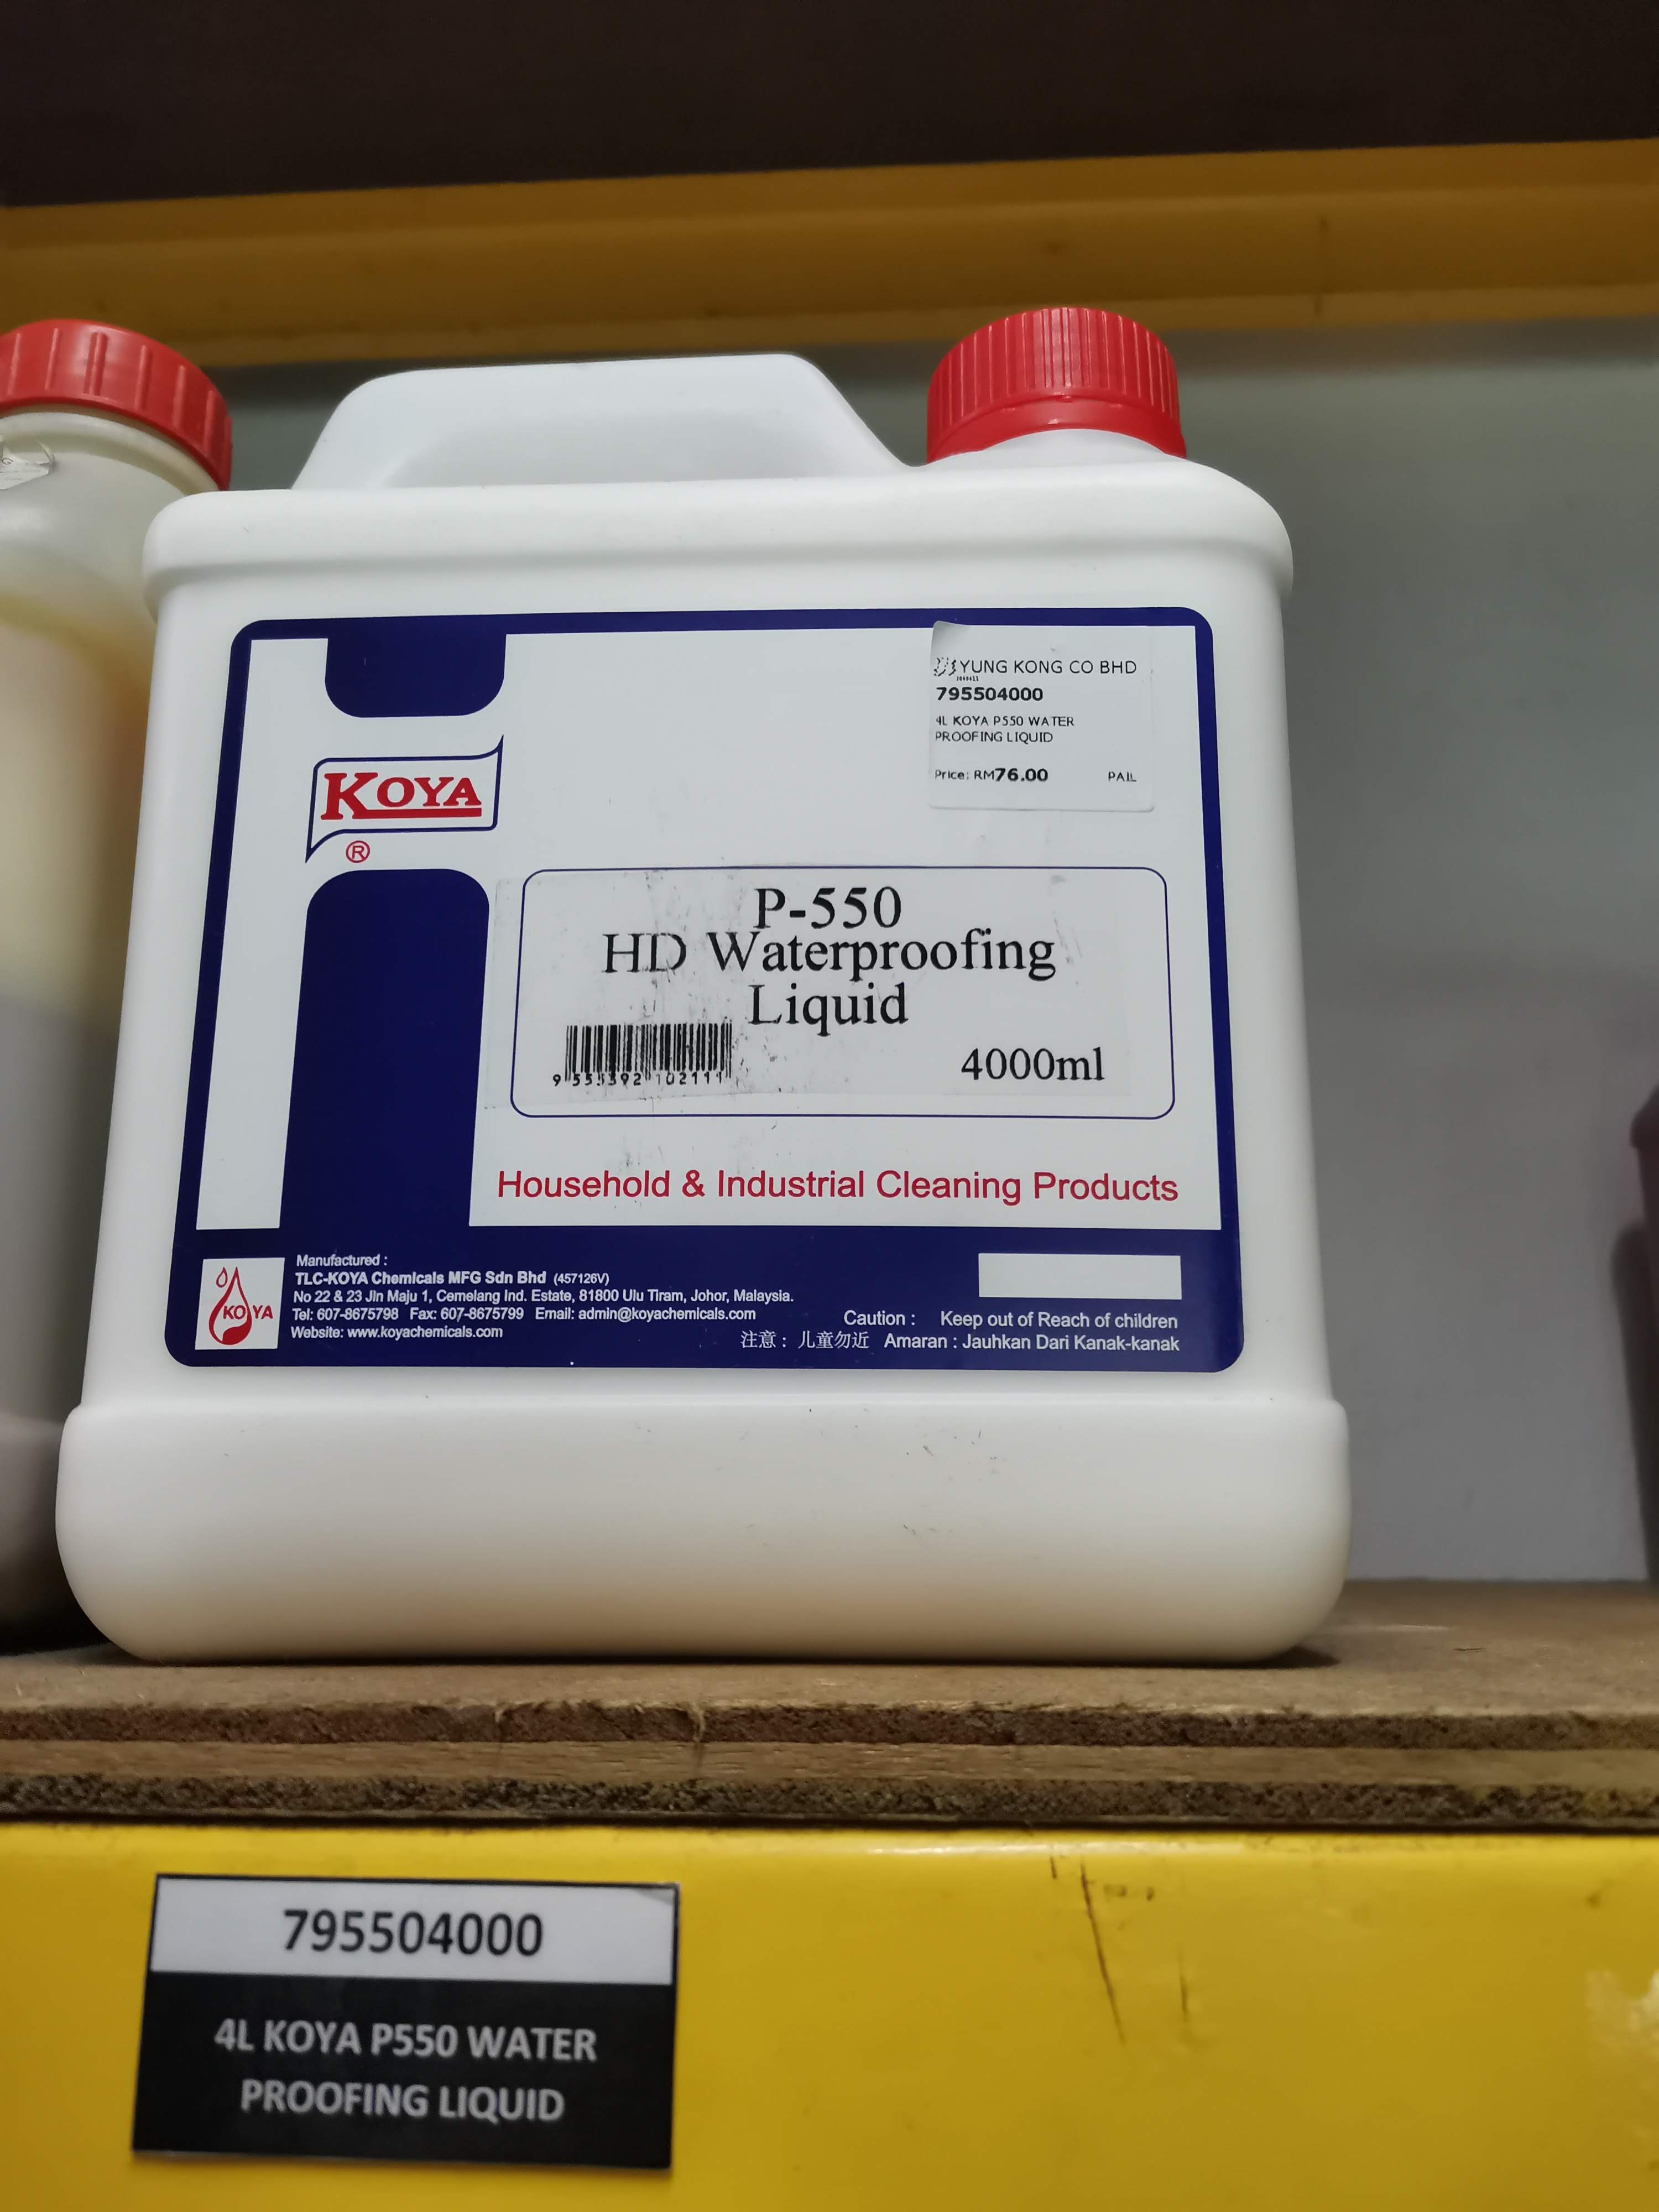 YUNG KONG CO BHD
795504000
4L KOYA P550 WATER
PROOFING LIQUID
Price: RM76.00 PAIL
KOYA
®
P-550
HD Waterproofing
Liquid
9 555392 102111
4000ml
Household & Industrial Cleaning Products
KOYA
Manufactured :
TLC-KOYA Chemicals MFG Sdn Bhd (457126V)
No 22 & 23 Jln Maju 1, Cemelang Ind. Estate, 81800 Ulu Tiram, Johor, Malaysia.
Tel: 607-8675798 Fax: 607-8675799 Email: admin@koyachemicals.com
Website: www.koyachemicals.com
Caution : Keep out of Reach of children
注意 : 儿童勿近 Amaran : Jauhkan Dari Kanak-kanak
795504000
4L KOYA P550 WATER
PROOFING LIQUID